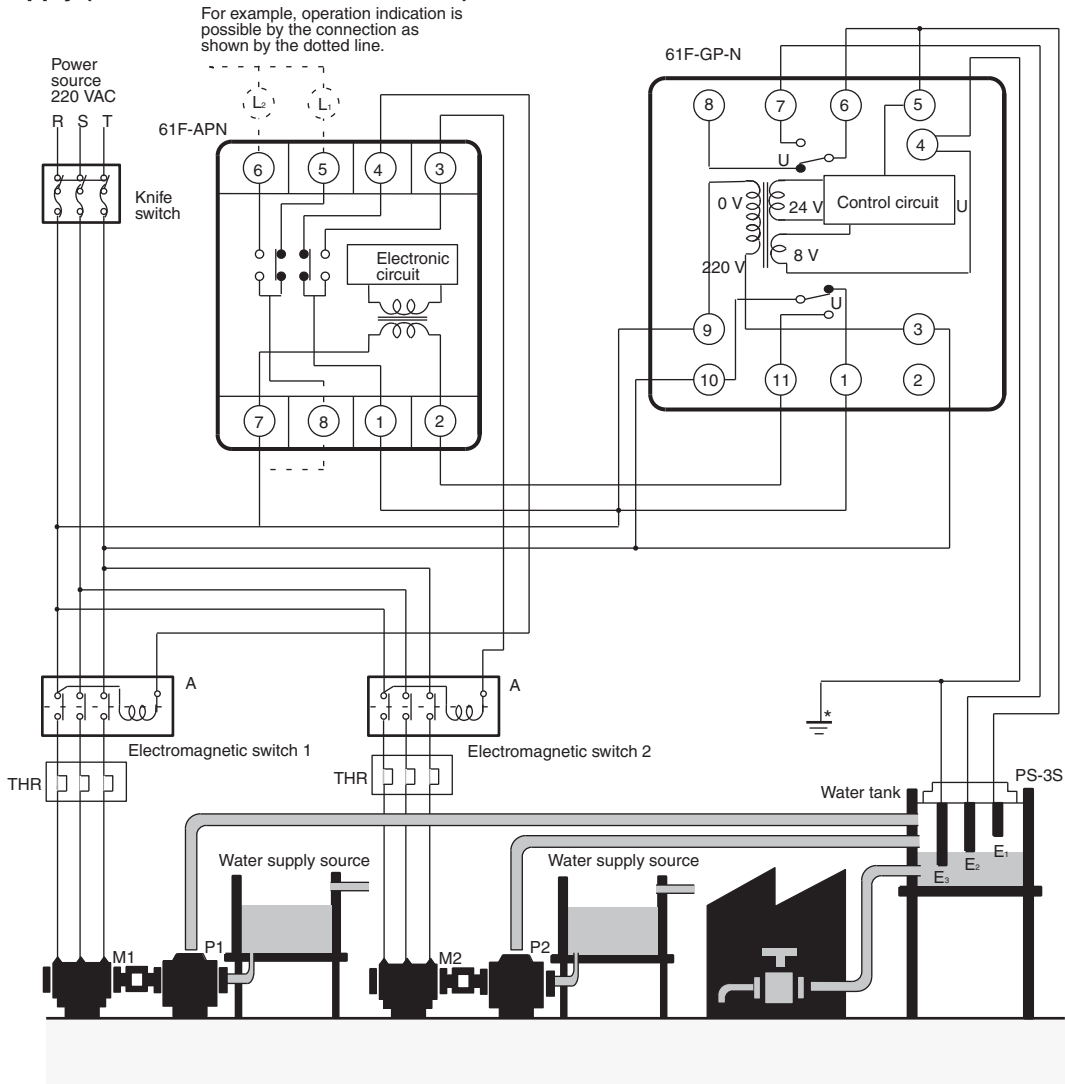 For example, operation indication is
possible by the connection as
shown by the dotted line.
Power
source
220 VAC
R S T
Knife
switch
61F-APN
L₂ L₁
6 5 4 3
Electronic
circuit
7 8 1 2
61F-GP-N
8 7 6 5
4
U
0 V 24 V Control circuit U
8 V
220 V
U
9 3
10 11 1 2
A
Electromagnetic switch 1
THR
A
Electromagnetic switch 2
THR
*
PS-3S
Water tank
E₁
E₂
E₃
Water supply source
Water supply source
M1
P1
M2
P2